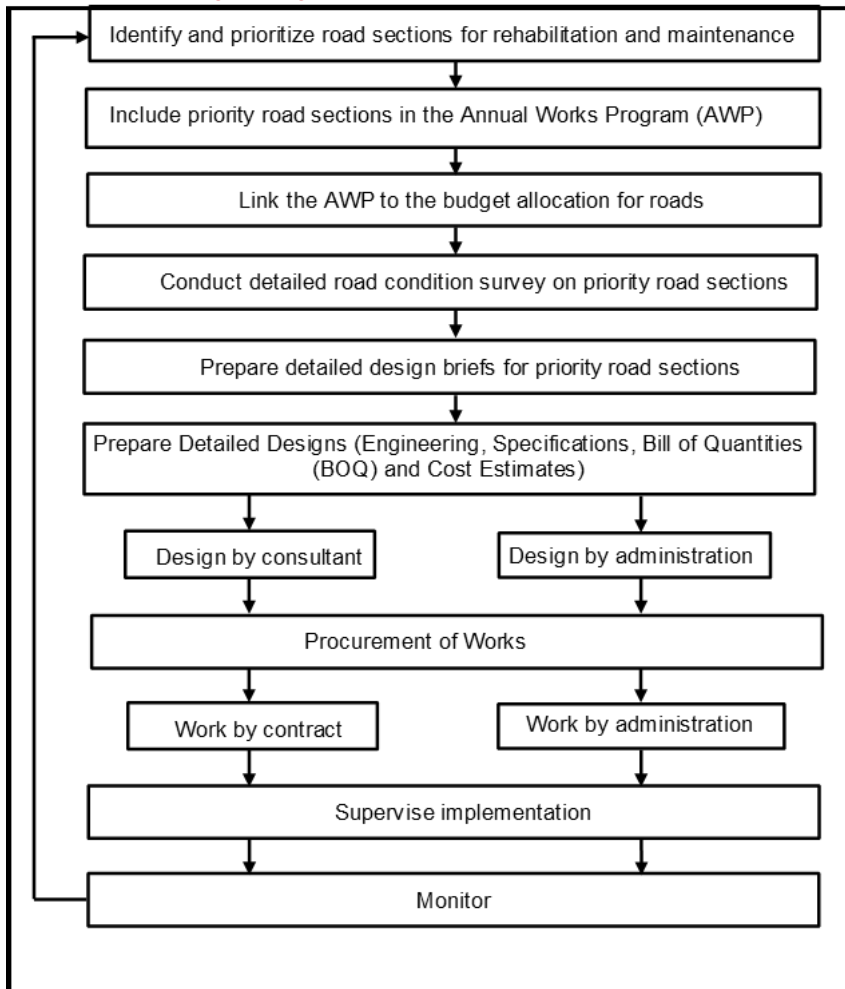 Identify and prioritize road sections for rehabilitation and maintenance
Include priority road sections in the Annual Works Program (AWP)
Link the AWP to the budget allocation for roads
Conduct detailed road condition survey on priority road sections
Prepare detailed design briefs for priority road sections
Prepare Detailed Designs (Engineering, Specifications, Bill of Quantities
(BOQ) and Cost Estimates)
Design by consultant
Design by administration
Procurement of Works
Work by contract
Work by administration
Supervise implementation
Monitor